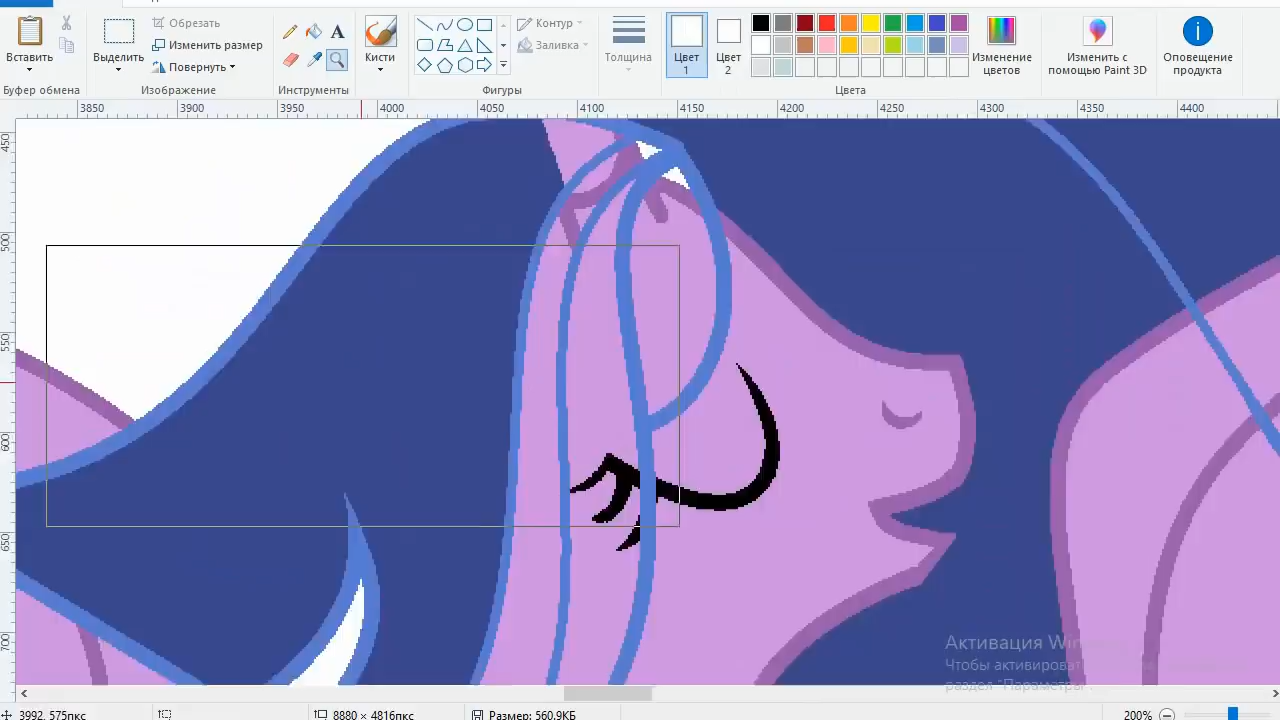 Вставить
Буфер обмена
Выделить
Обрезать
Изменить размер
Повернуть
Изображение
A
Инструменты
Кисти
Контур
Заливка
Фигуры
Толщина
Цвет
1
Цвет
2
Изменение
цветов
Цвета
Изменить с
помощью Paint 3D
Оповещение
продукта
3850 3900 3950 4000 4050 4100 4150 4200 4250 4300 4350 4400
450
500
550
600
650
700
Активация Win
Чтобы активироват
раздел "Параметры
3992, 575пкс
8880 × 4816пкс
Размер: 560.9КБ
200%